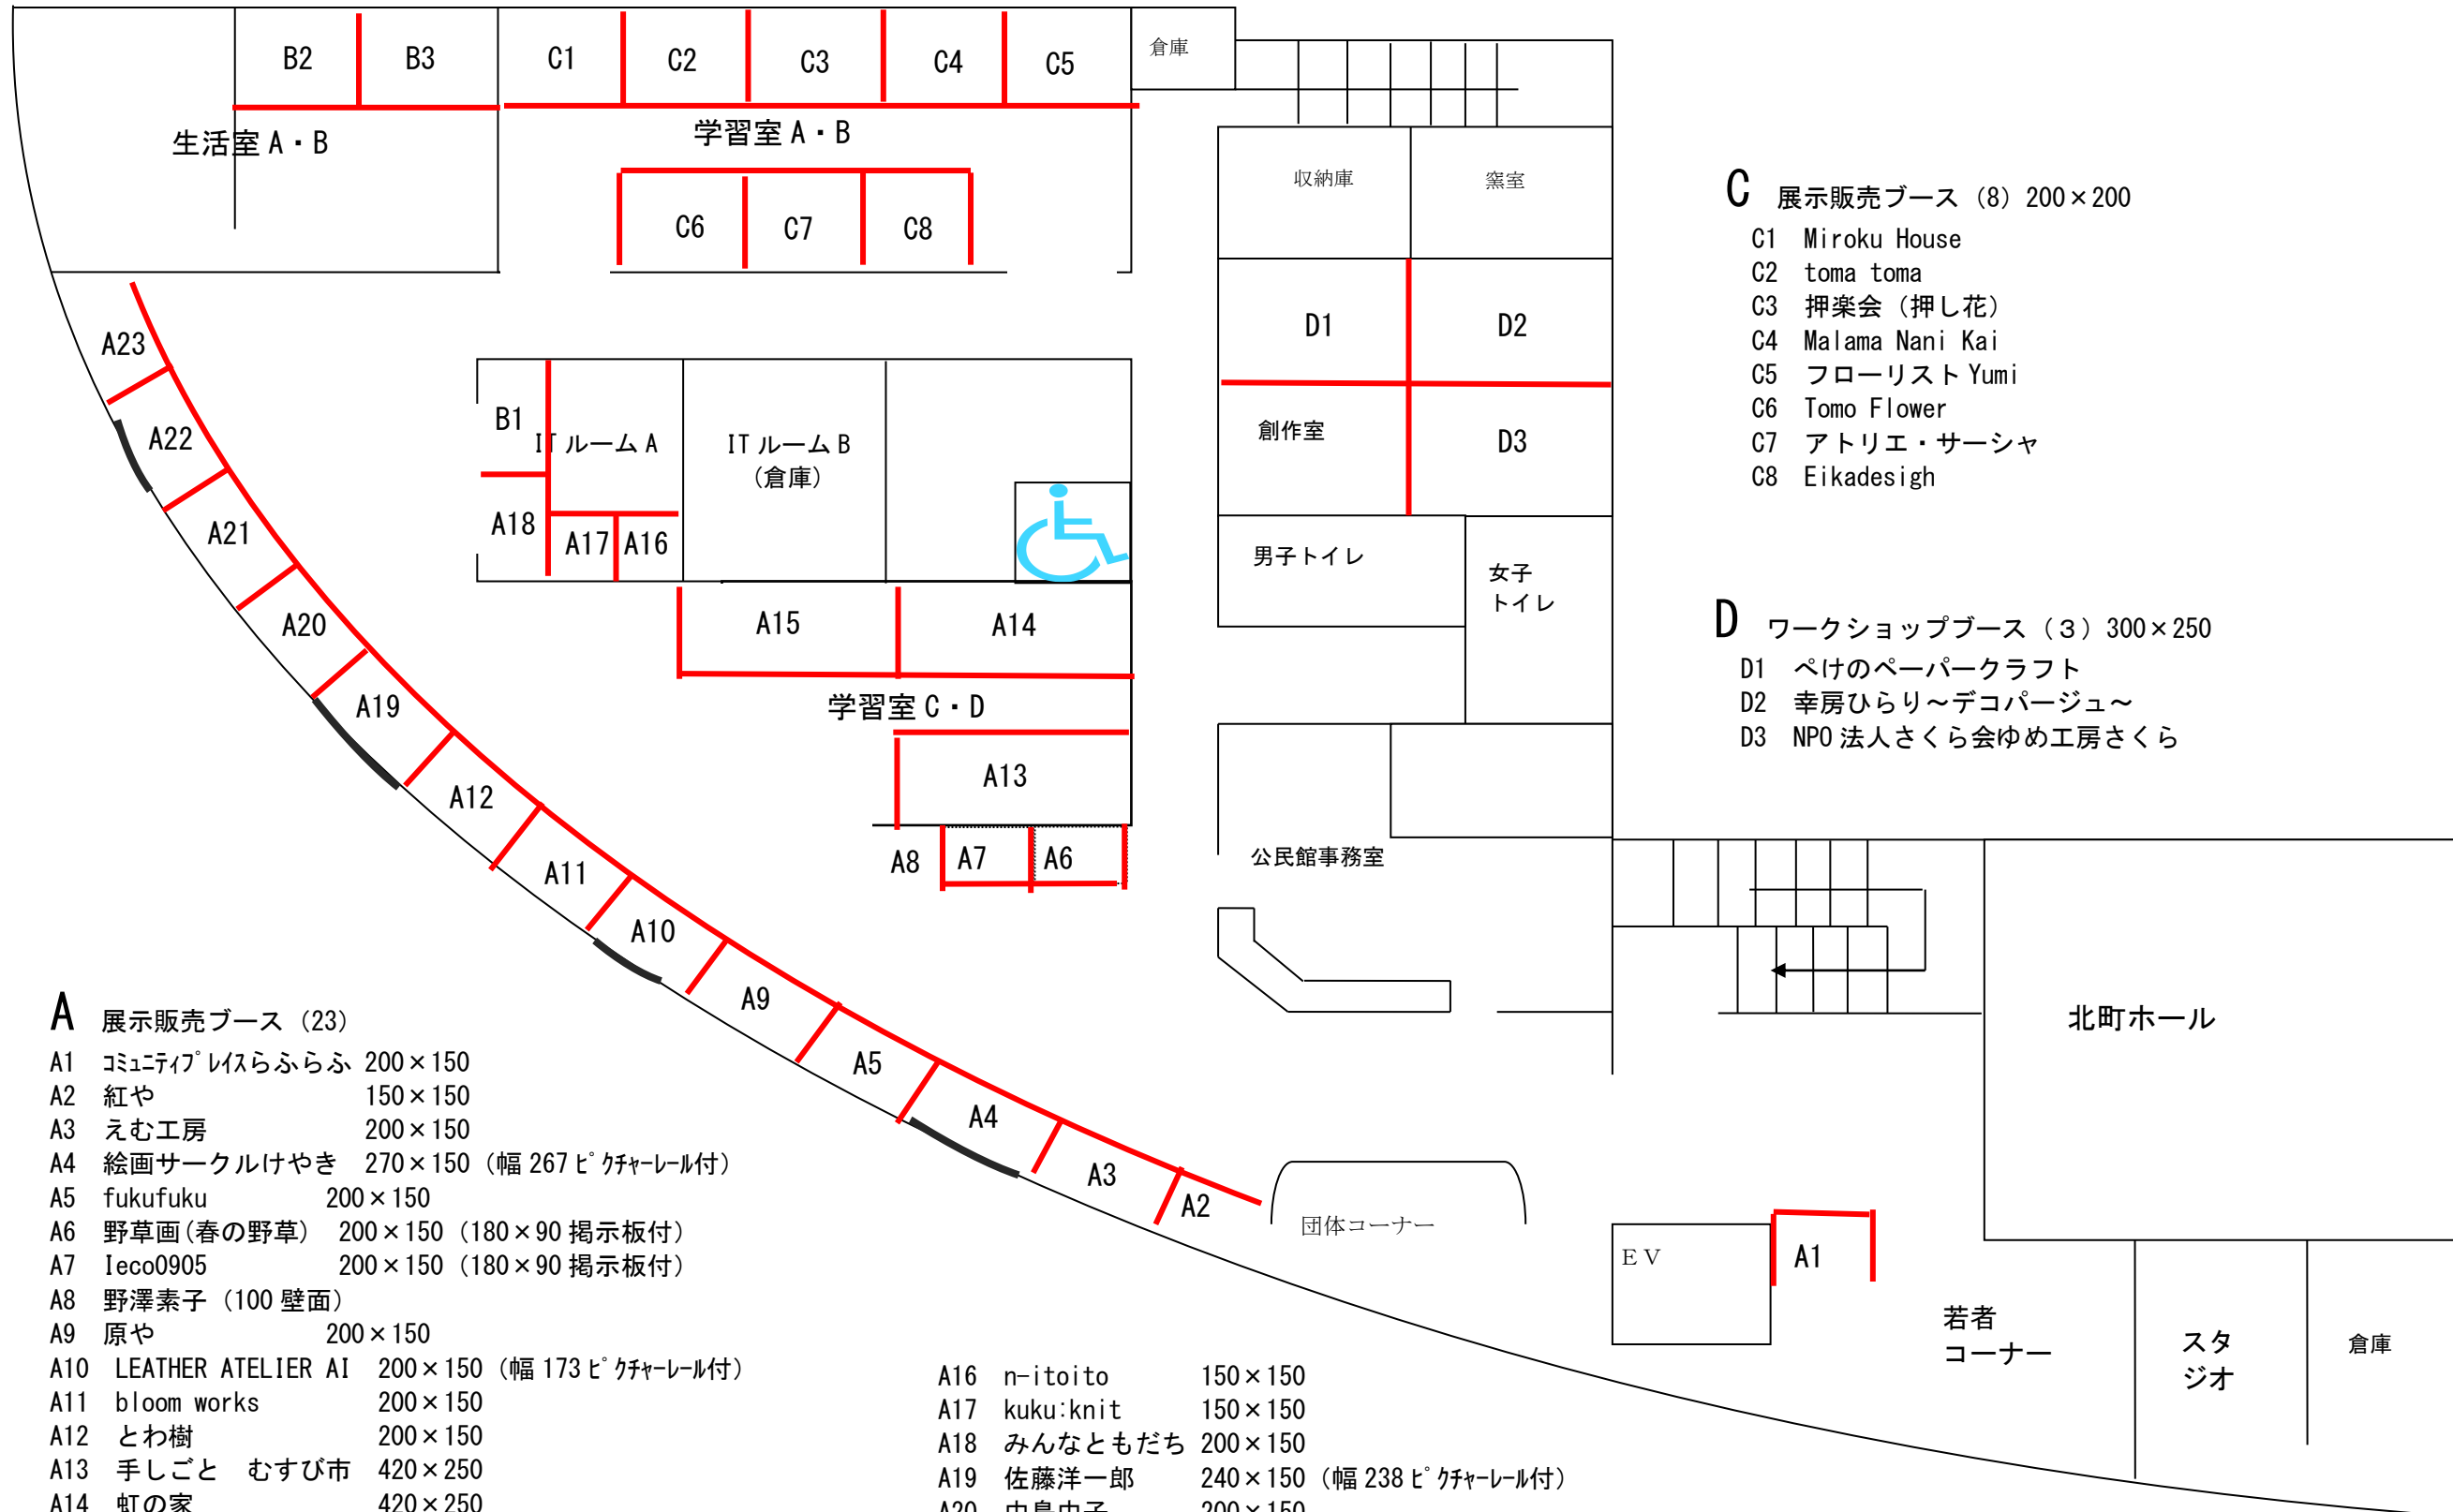 B2
B3
C1
C2
C3
C4
C5
倉庫
生活室 A・B
学習室 A・B
C6
C7
C8
収納庫
窯室
D1
D2
創作室
D3
A23
A22
A21
A20
A19
A12
A11
A10
A9
A5
A4
A3
A2
B1
IT ルーム A
IT ルーム B
(倉庫)
A18
A17
A16
A15
A14
学習室 C・D
A13
A8
A7
A6
男子トイレ
女子
トイレ
公民館事務室
団体コーナー
EV
A1
北町ホール
若者
コーナー
スタ
ジオ
倉庫
C 展示販売ブース (8) 200×200
C1 Miroku House
C2 toma toma
C3 押楽会(押し花)
C4 Malama Nani Kai
C5 フローリスト Yumi
C6 Tomo Flower
C7 アトリエ・サーシャ
C8 Eikadesigh
D ワークショップブース(3)300×250
D1 ぺけのペーパークラフト
D2 幸房ひらり~デコパージュ~
D3 NPO 法人さくら会ゆめ工房さくら
A 展示販売ブース (23)
A1 コミュニティプレイスらふらふ 200×150
A2 紅や 150×150
A3 えむ工房 200×150
A4 絵画サークルけやき 270×150(幅 267 ピクチャーレール付)
A5 fukufuku 200×150
A6 野草画(春の野草) 200×150(180×90 掲示板付)
A7 Ieco0905 200×150(180×90 掲示板付)
A8 野澤素子(100 壁面)
A9 原や 200×150
A10 LEATHER ATELIER AI 200×150(幅 173 ピクチャーレール付)
A11 bloom works 200×150
A12 とわ樹 200×150
A13 手しごと むすび市 420×250
A14 虹の家 420×250
A16 n-itoito 150×150
A17 kuku:knit 150×150
A18 みんなともだち 200×150
A19 佐藤洋一郎 240×150(幅 238 ピクチャーレール付)
A20 200×150